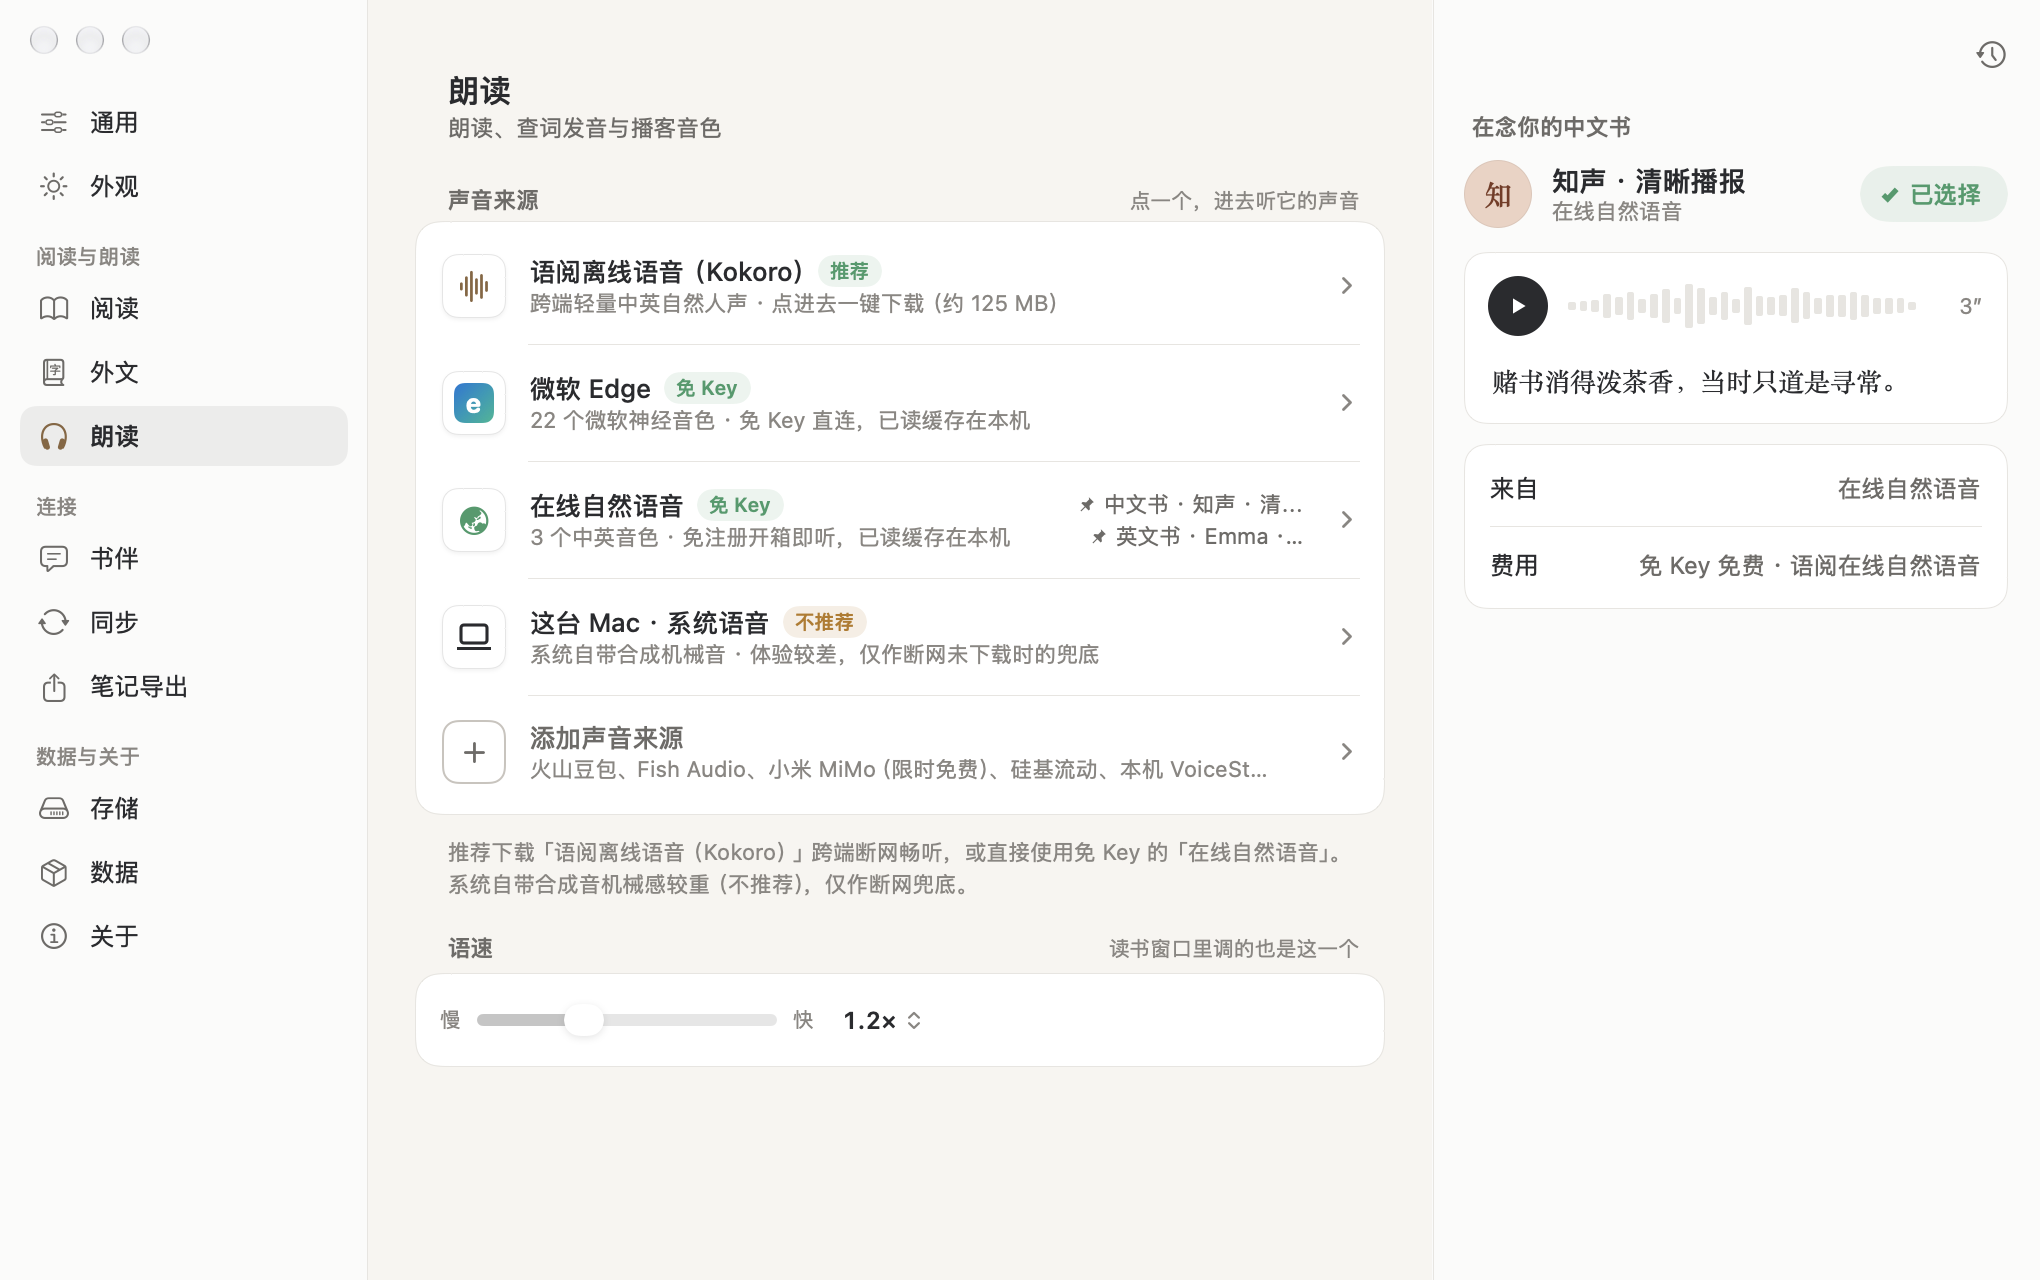 通用
外观
阅读与朗读
阅读
外文
朗读
连接
书伴
同步
笔记导出
数据与关于
存储
数据
关于
朗读
朗读、查词发音与播客音色
声音来源
点一个，进去听它的声音
语阅离线语音（Kokoro） 推荐
跨端轻量中英自然人声 · 点进去一键下载（约 125 MB）
微软 Edge 免 Key
22 个微软神经音色 · 免 Key 直连，已读缓存在本机
在线自然语音 免 Key
3 个中英音色 · 免注册开箱即听，已读缓存在本机
中文书 · 知声 · 清…
英文书 · Emma ·…
这台 Mac · 系统语音 不推荐
系统自带合成机械音 · 体验较差，仅作断网未下载时的兜底
添加声音来源
火山豆包、Fish Audio、小米 MiMo（限时免费）、硅基流动、本机 VoiceSt…
推荐下载「语阅离线语音（Kokoro）」跨端断网畅听，或直接使用免 Key 的「在线自然语音」。
系统自带合成音机械感较重（不推荐），仅作断网兜底。
语速
读书窗口里调的也是这一个
慢
快
1.2×
在念你的中文书
知
知声 · 清晰播报
在线自然语音
已选择
3″
赌书消得泼茶香，当时只道是寻常。
来自
在线自然语音
费用
免 Key 免费 · 语阅在线自然语音